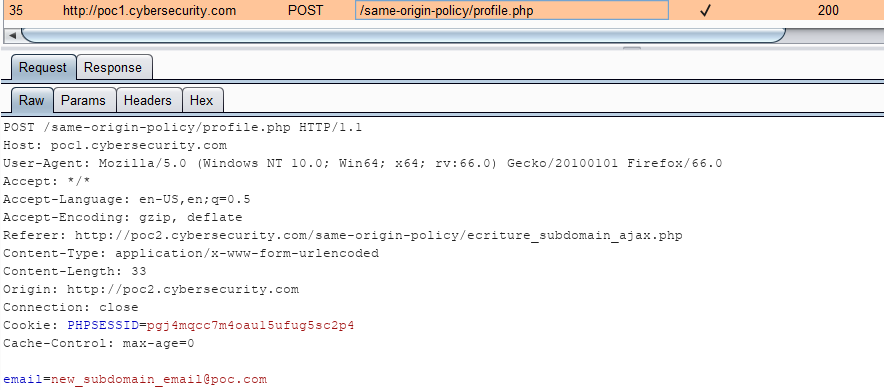 35 http://poc1.cybersecurity.com POST /same-origin-policy/profile.php ✓ 200
Request Response
Raw Params Headers Hex
POST /same-origin-policy/profile.php HTTP/1.1
Host: poc1.cybersecurity.com
User-Agent: Mozilla/5.0 (Windows NT 10.0; Win64; x64; rv:66.0) Gecko/20100101 Firefox/66.0
Accept: */*
Accept-Language: en-US,en;q=0.5
Accept-Encoding: gzip, deflate
Referer: http://poc2.cybersecurity.com/same-origin-policy/ecriture_subdomain_ajax.php
Content-Type: application/x-www-form-urlencoded
Content-Length: 33
Origin: http://poc2.cybersecurity.com
Connection: close
Cookie: PHPSESSID=pgj4mqcc7m4oau15ufug5sc2p4
Cache-Control: max-age=0
email=new_subdomain_email@poc.com